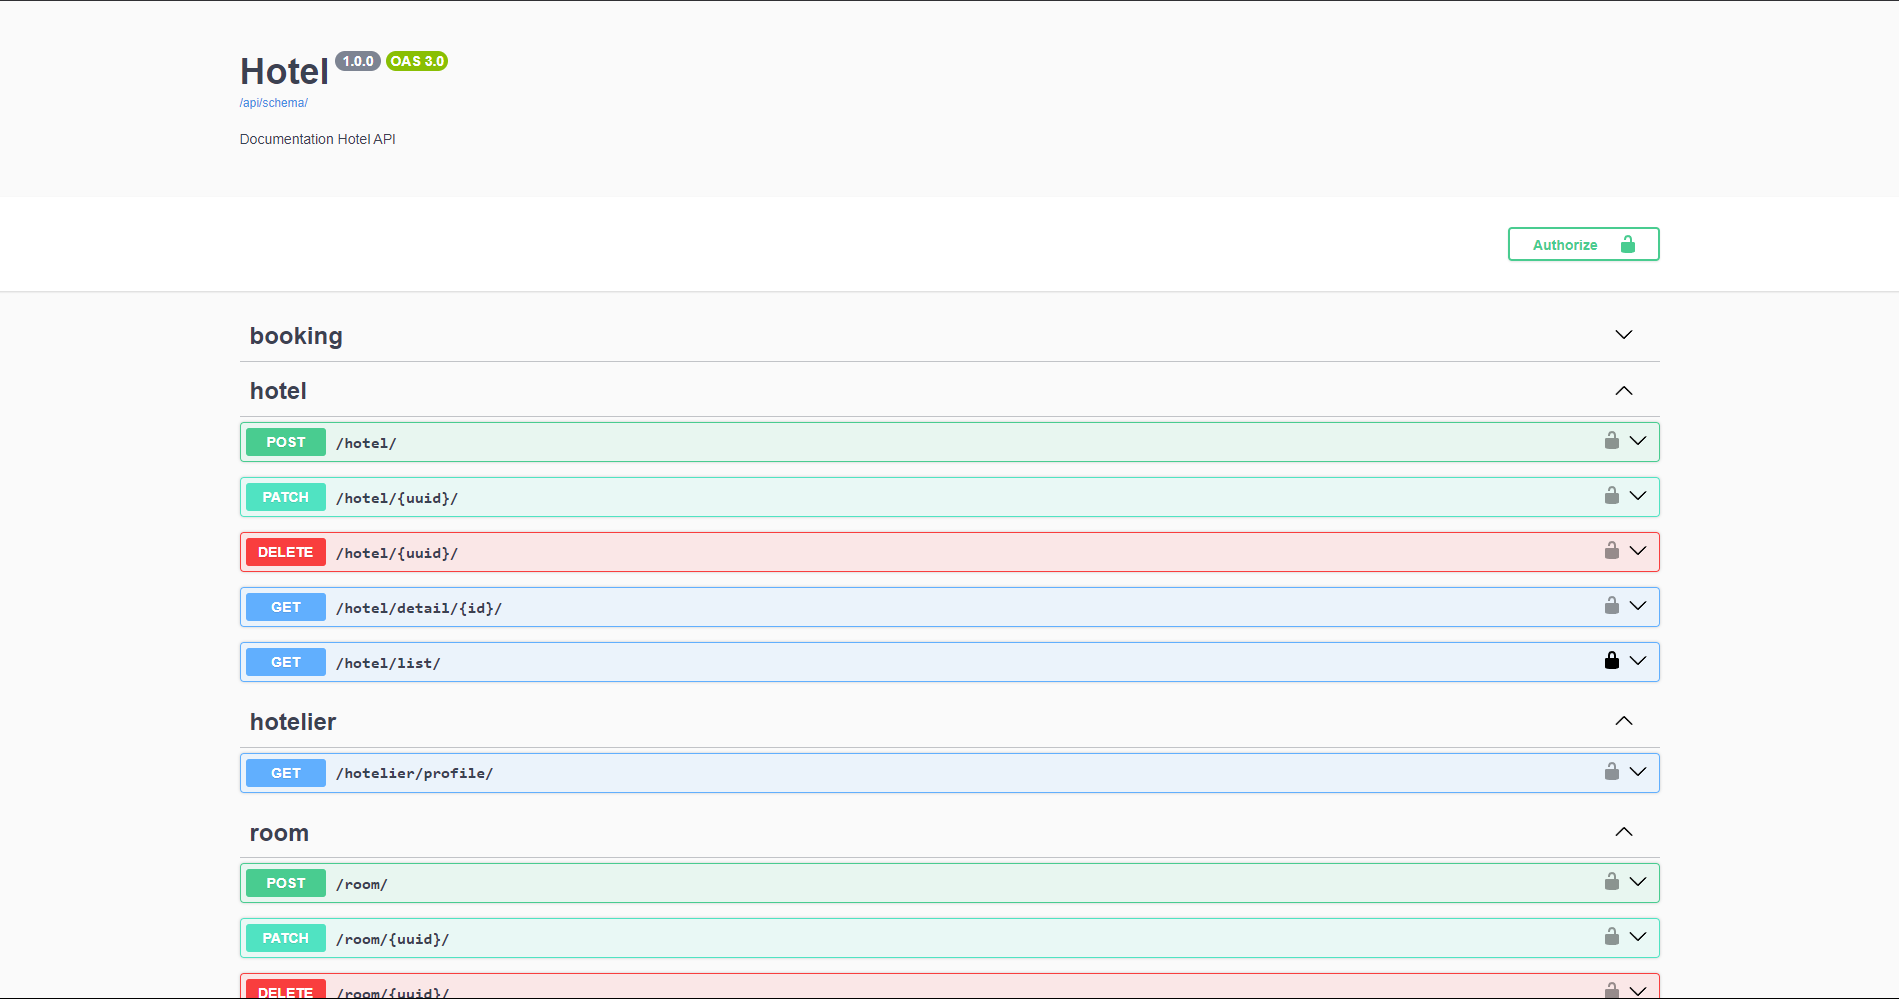 Hotel 1.0.0 OAS 3.0
/api/schema/
Documentation Hotel API
Authorize
booking
hotel
POST /hotel/
PATCH /hotel/{uuid}/
DELETE /hotel/{uuid}/
GET /hotel/detail/{id}/
GET /hotel/list/
hotelier
GET /hotelier/profile/
room
POST /room/
PATCH /room/{uuid}/
DELETE /room/{uuid}/